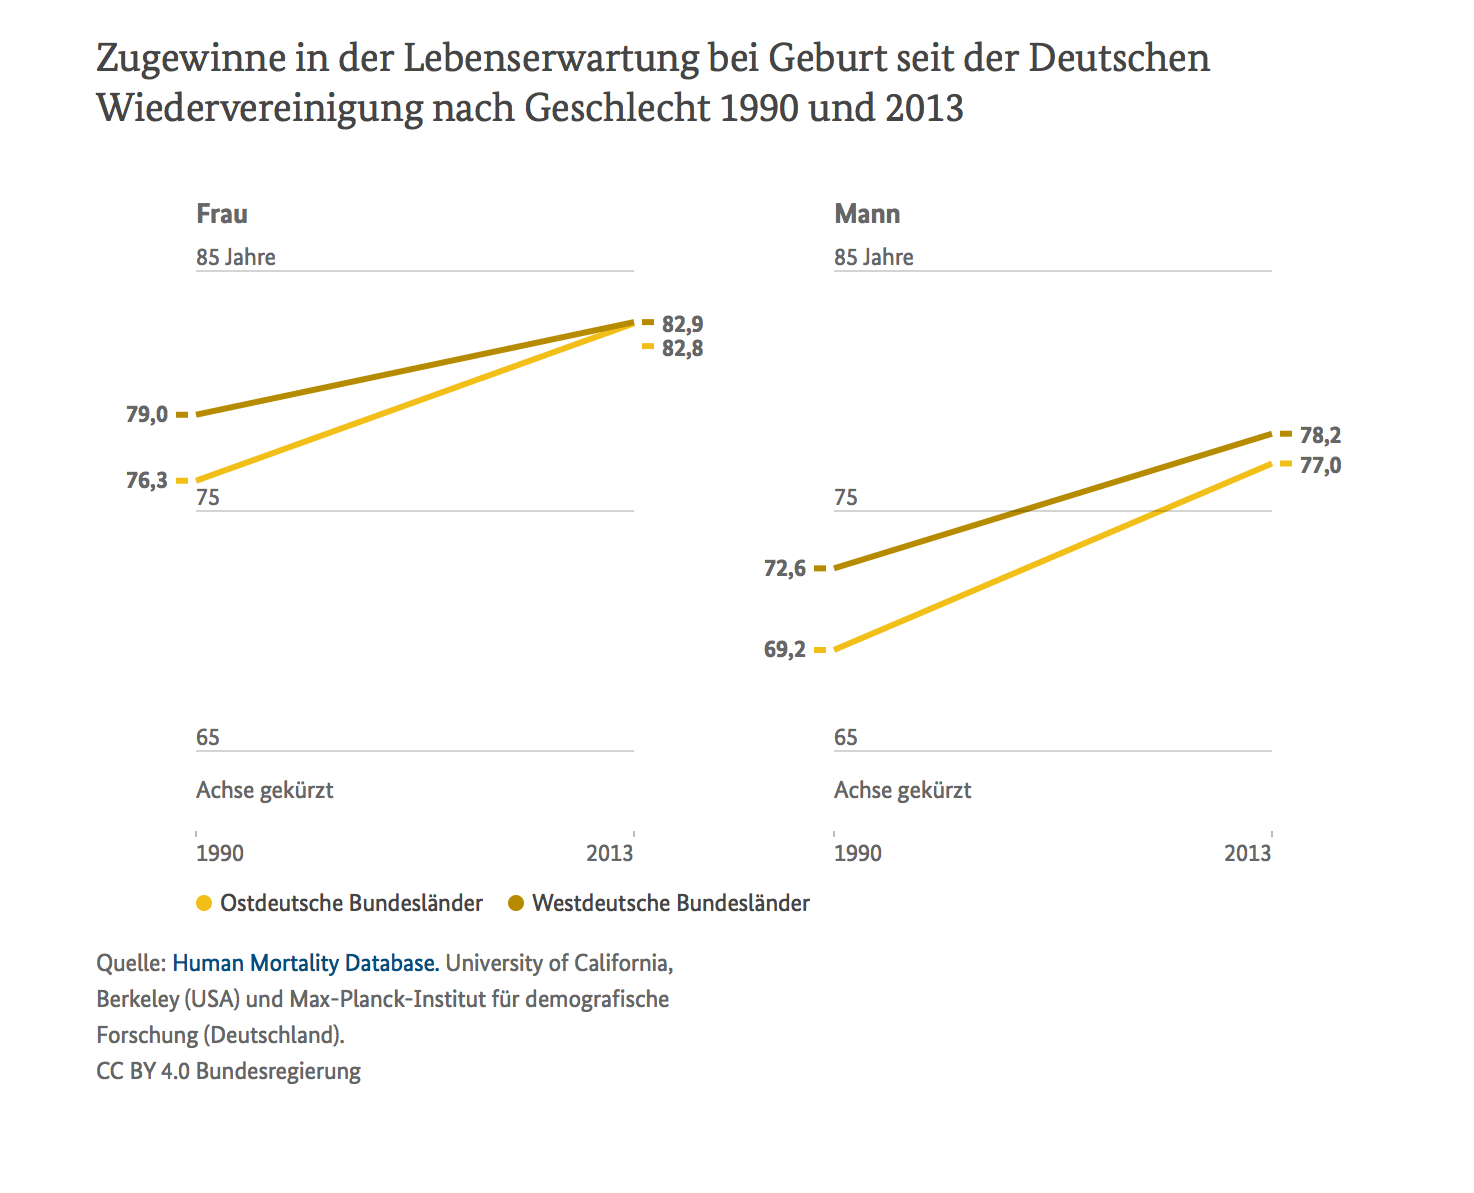 Zugewinne in der Lebenserwartung bei Geburt seit der Deutschen
Wiedervereinigung nach Geschlecht 1990 und 2013
Frau
85 Jahre
82,9
82,8
79,0
76,3
75
65
Achse gekürzt
1990 2013
Mann
85 Jahre
78,2
77,0
75
72,6
69,2
65
Achse gekürzt
1990 2013
Ostdeutsche Bundesländer Westdeutsche Bundesländer
Quelle: Human Mortality Database. University of California,
Berkeley (USA) und Max-Planck-Institut für demografische
Forschung (Deutschland).
CC BY 4.0 Bundesregierung